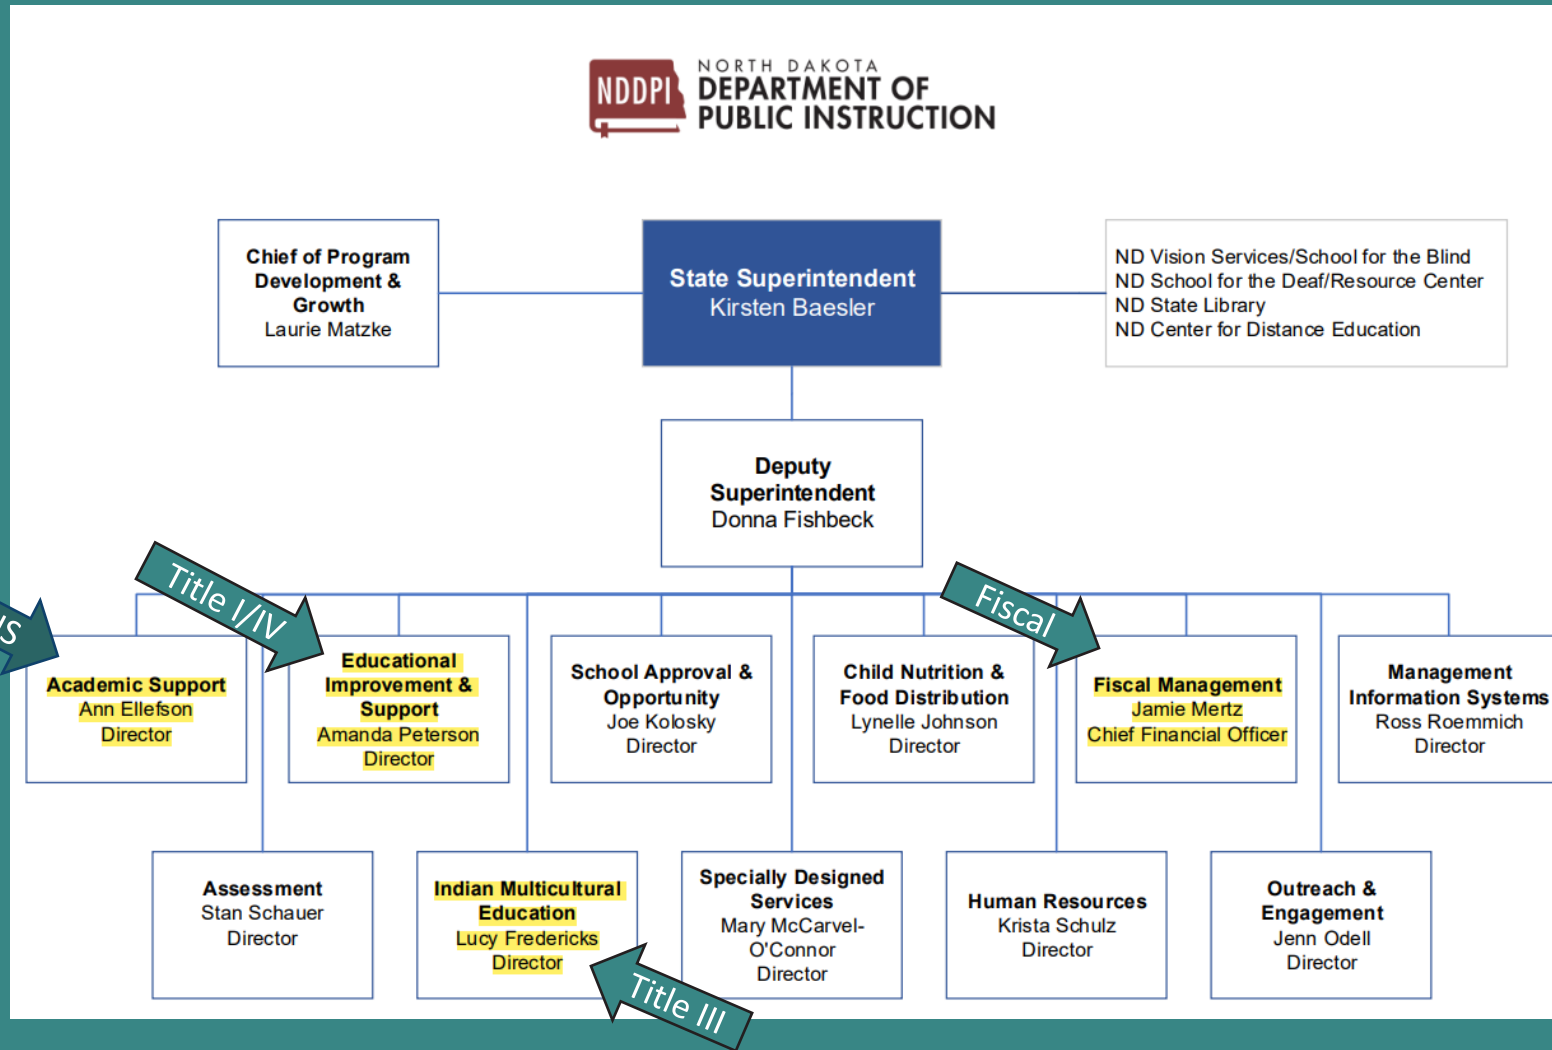 NDDPI
NORTH DAKOTA
DEPARTMENT OF
PUBLIC INSTRUCTION
Chief of Program
Development &
Growth
Laurie Matzke
State Superintendent
Kirsten Baesler
ND Vision Services/School for the Blind
ND School for the Deaf/Resource Center
ND State Library
ND Center for Distance Education
Deputy
Superintendent
Donna Fishbeck
Title I/IV
Fiscal
Academic Support
Ann Ellefson
Director
Educational
Improvement &
Support
Amanda Peterson
Director
School Approval &
Opportunity
Joe Kolosky
Director
Child Nutrition &
Food Distribution
Lynelle Johnson
Director
Fiscal Management
Jamie Mertz
Chief Financial Officer
Management
Information Systems
Ross Roemmich
Director
Assessment
Stan Schauer
Director
Indian Multicultural
Education
Lucy Fredericks
Director
Specially Designed
Services
Mary McCarvel-
O'Connor
Director
Human Resources
Krista Schulz
Director
Outreach &
Engagement
Jenn Odell
Director
Title III